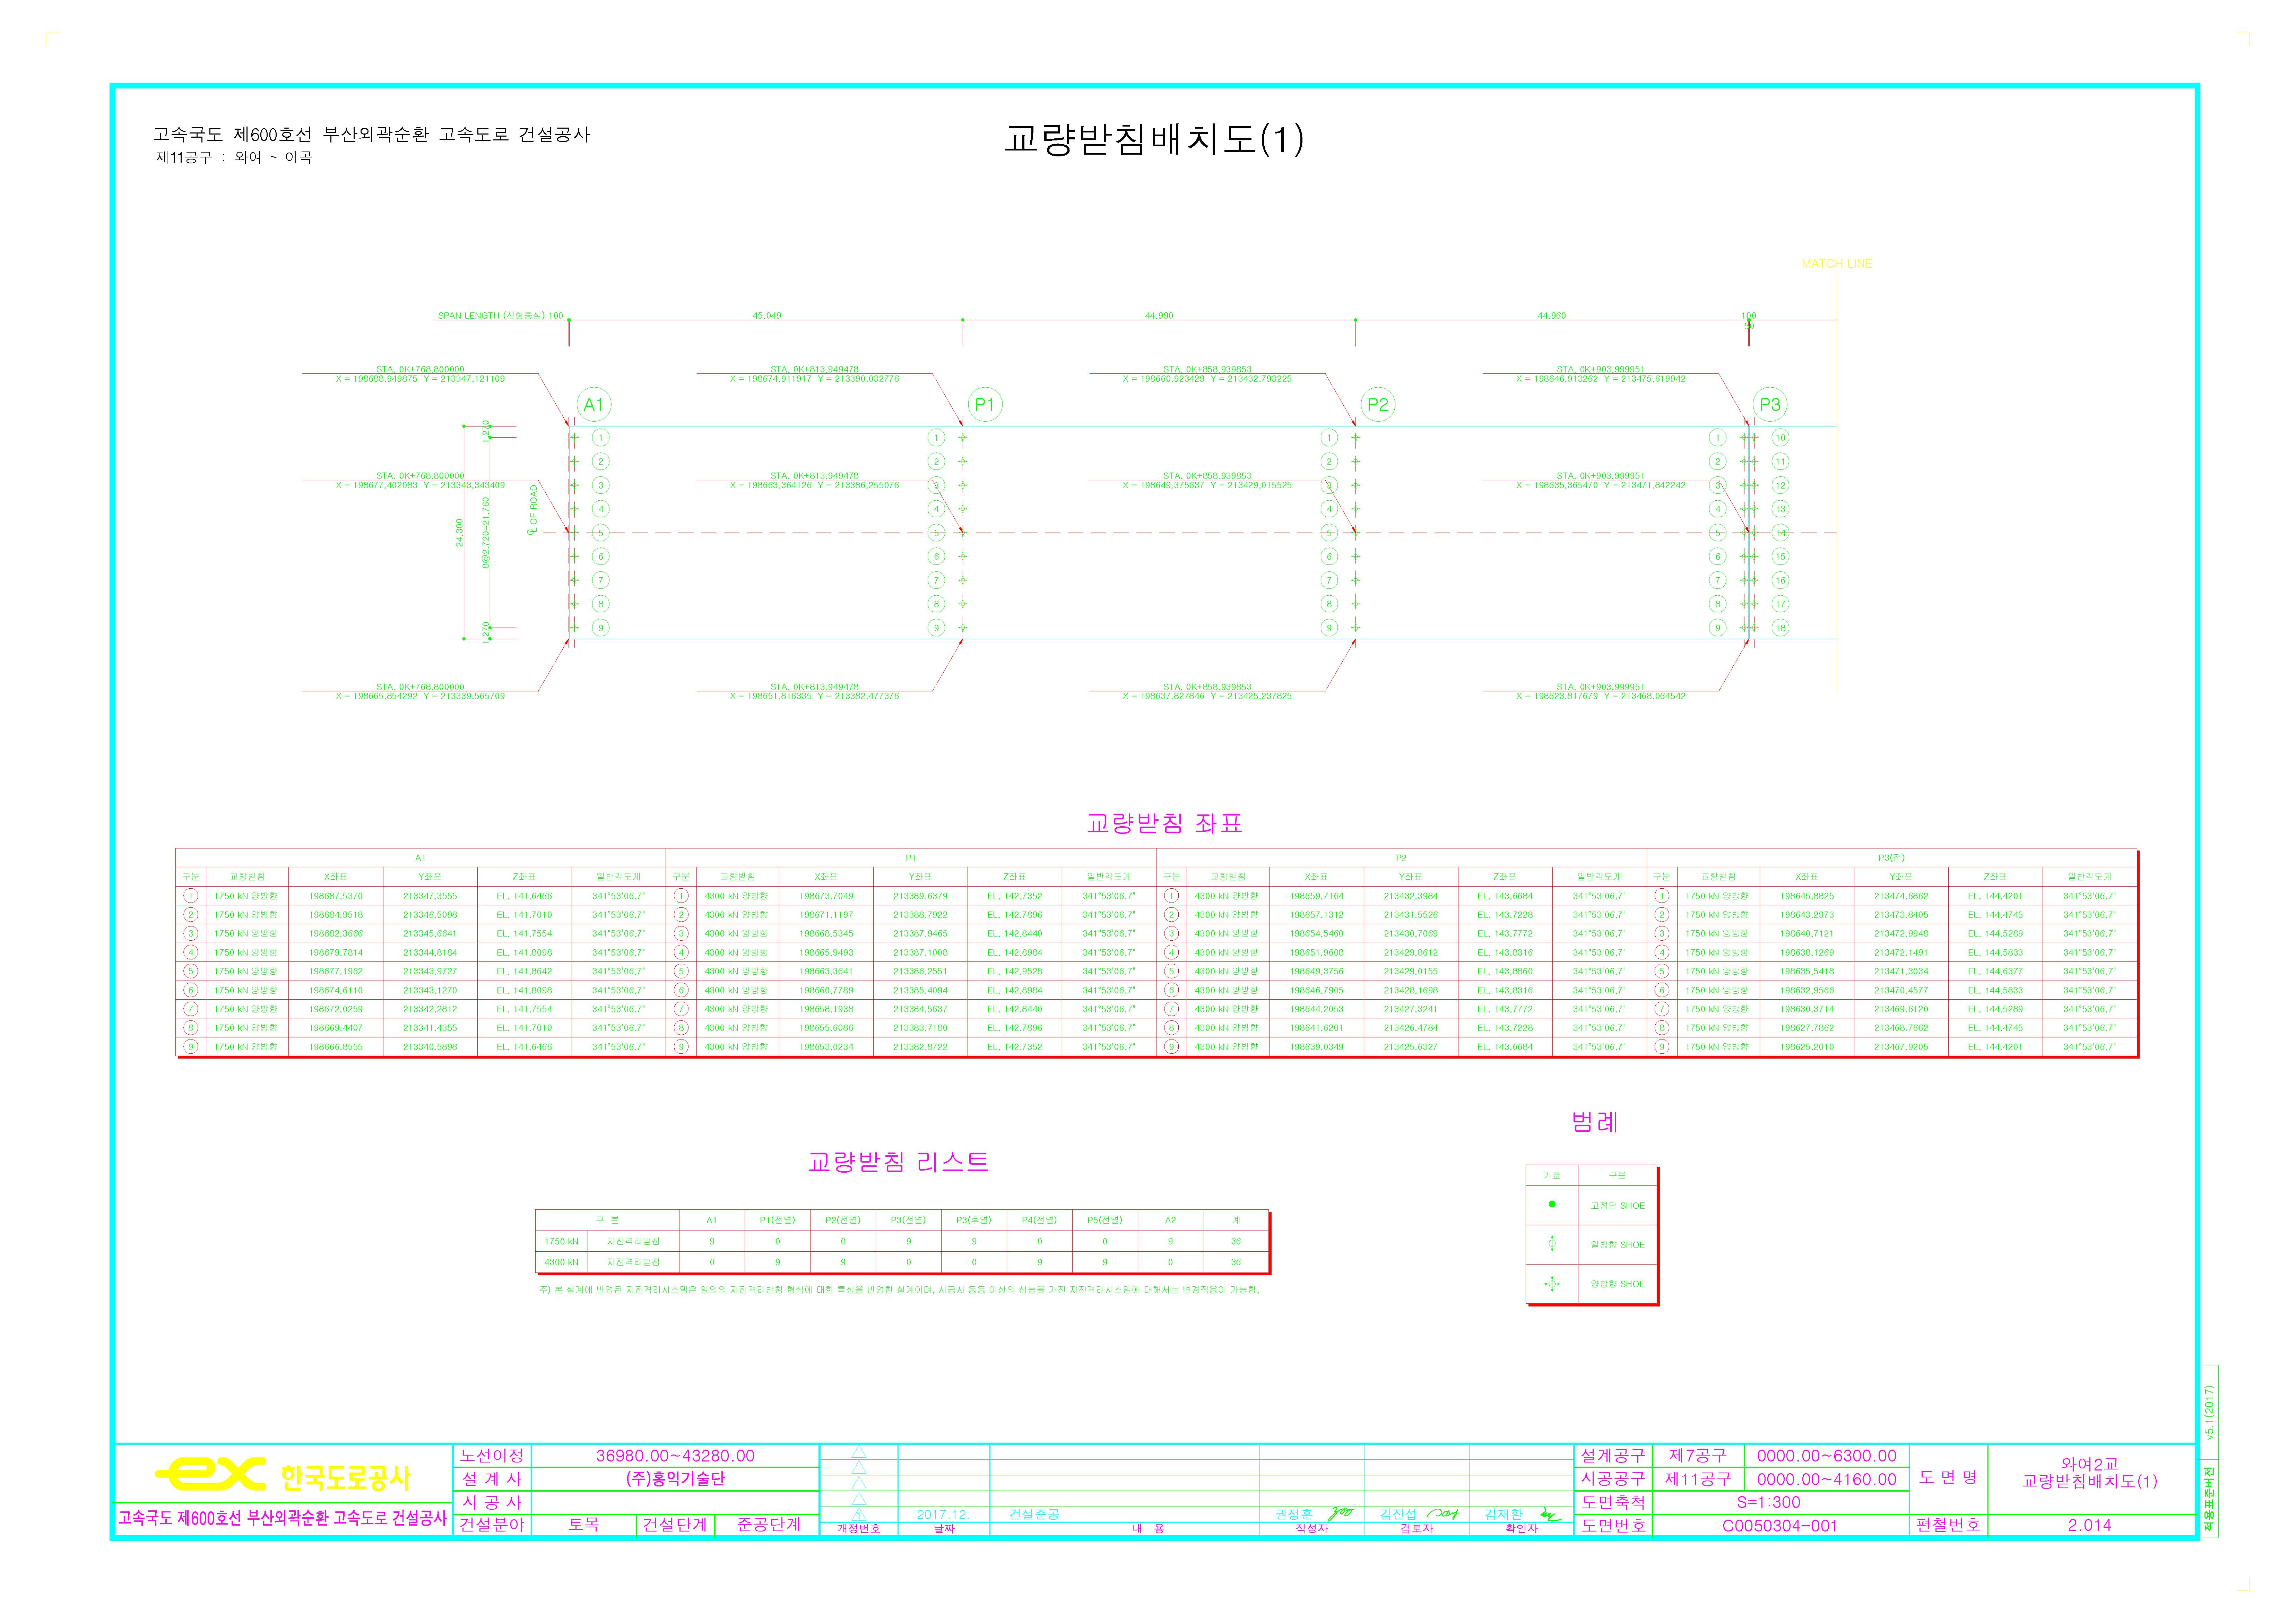 고속국도 제600호선 부산외곽순환 고속도로 건설공사
제11공구 : 와여 ~ 이곡
교량받침배치도(1)
MATCH LINE
SPAN LENGTH (선형중심) 100 45,049 44,990 44,960 100
50
STA. 0K+768.800000 STA. 0K+813.949478 STA. 0K+858.939853 STA. 0K+903.999951
X = 198688.949875 Y = 213347.121109 X = 198674.911917 Y = 213390.032776 X = 198660.923429 Y = 213432.793225 X = 198646.913262 Y = 213475.619942
A1 P1 P2 P3
1 1 1 1 10
2 2 2 2 11
STA. 0K+768.800000 STA. 0K+813.949478 STA. 0K+858.939853 STA. 0K+903.999951
X = 198677.402083 Y = 213343.343409 X = 198663.364126 Y = 213386.255076 X = 198649.375637 Y = 213429.015525 X = 198635.365470 Y = 213471.842242
3 3 3 3 12
4 4 4 4 13
5 5 5 5 14
6 6 6 6 15
7 7 7 7 16
8 8 8 8 17
9 9 9 9 18
1,270
8@2,720=21,760
1,270
24,300
℄ OF ROAD
STA. 0K+768.800000 STA. 0K+813.949478 STA. 0K+858.939853 STA. 0K+903.999951
X = 198665.854292 Y = 213339.565709 X = 198651.816335 Y = 213382.477376 X = 198637.827846 Y = 213425.237825 X = 198623.817679 Y = 213468.064542
교량받침 좌표
A1 P1 P2 P3(전)
구분 교량받침 X좌표 Y좌표 Z좌표 일반각도계 구분 교량받침 X좌표 Y좌표 Z좌표 일반각도계 구분 교량받침 X좌표 Y좌표 Z좌표 일반각도계 구분 교량받침 X좌표 Y좌표 Z좌표 일반각도계
1 1750 kN 양방향 198687.5370 213347.3555 EL. 141.6466 341°53'06.7" 1 4300 kN 양방향 198673.7049 213389.6379 EL. 142.7352 341°53'06.7" 1 4300 kN 양방향 198659.7164 213432.3984 EL. 143.6684 341°53'06.7" 1 1750 kN 양방향 198645.8825 213474.6862 EL. 144.4201 341°53'06.7"
2 1750 kN 양방향 198684.9518 213346.5098 EL. 141.7010 341°53'06.7" 2 4300 kN 양방향 198671.1197 213388.7922 EL. 142.7896 341°53'06.7" 2 4300 kN 양방향 198657.1312 213431.5526 EL. 143.7228 341°53'06.7" 2 1750 kN 양방향 198643.2973 213473.8405 EL. 144.4745 341°53'06.7"
3 1750 kN 양방향 198682.3666 213345.6641 EL. 141.7554 341°53'06.7" 3 4300 kN 양방향 198668.5345 213387.9465 EL. 142.8440 341°53'06.7" 3 4300 kN 양방향 198654.5460 213430.7069 EL. 143.7772 341°53'06.7" 3 1750 kN 양방향 198640.7121 213472.9948 EL. 144.5289 341°53'06.7"
4 1750 kN 양방향 198679.7814 213344.8184 EL. 141.8098 341°53'06.7" 4 4300 kN 양방향 198665.9493 213387.1008 EL. 142.8984 341°53'06.7" 4 4300 kN 양방향 198651.9608 213429.8612 EL. 143.8316 341°53'06.7" 4 1750 kN 양방향 198638.1269 213472.1491 EL. 144.5833 341°53'06.7"
5 1750 kN 양방향 198677.1962 213343.9727 EL. 141.8642 341°53'06.7" 5 4300 kN 양방향 198663.3641 213386.2551 EL. 142.9528 341°53'06.7" 5 4300 kN 양방향 198649.3756 213429.0155 EL. 143.8860 341°53'06.7" 5 1750 kN 양방향 198635.5418 213471.3034 EL. 144.6377 341°53'06.7"
6 1750 kN 양방향 198674.6110 213343.1270 EL. 141.8098 341°53'06.7" 6 4300 kN 양방향 198660.7789 213385.4094 EL. 142.8984 341°53'06.7" 6 4300 kN 양방향 198646.7905 213428.1698 EL. 143.8316 341°53'06.7" 6 1750 kN 양방향 198632.9566 213470.4577 EL. 144.5833 341°53'06.7"
7 1750 kN 양방향 198672.0259 213342.2812 EL. 141.7554 341°53'06.7" 7 4300 kN 양방향 198658.1938 213384.5637 EL. 142.8440 341°53'06.7" 7 4300 kN 양방향 198644.2053 213427.3241 EL. 143.7772 341°53'06.7" 7 1750 kN 양방향 198630.3714 213469.6120 EL. 144.5289 341°53'06.7"
8 1750 kN 양방향 198669.4407 213341.4355 EL. 141.7010 341°53'06.7" 8 4300 kN 양방향 198655.6086 213383.7180 EL. 142.7896 341°53'06.7" 8 4300 kN 양방향 198641.6201 213426.4784 EL. 143.7228 341°53'06.7" 8 1750 kN 양방향 198627.7862 213468.7662 EL. 144.4745 341°53'06.7"
9 1750 kN 양방향 198666.8555 213340.5898 EL. 141.6466 341°53'06.7" 9 4300 kN 양방향 198653.0234 213382.8722 EL. 142.7352 341°53'06.7" 9 4300 kN 양방향 198639.0349 213425.6327 EL. 143.6684 341°53'06.7" 9 1750 kN 양방향 198625.2010 213467.9205 EL. 144.4201 341°53'06.7"
교량받침 리스트
구 분 A1 P1(전열) P2(전열) P3(전열) P3(후열) P4(전열) P5(전열) A2 계
1750 kN 지진격리받침 9 0 0 9 9 0 0 9 36
4300 kN 지진격리받침 0 9 9 0 0 9 9 0 36
주) 본 설계에 반영된 지진격리시스템은 임의의 지진격리받침 형식에 대한 특성을 반영한 설계이며, 시공시 동등 이상의 성능을 가진 지진격리시스템에 대해서는 변경적용이 가능함.
범례
기호 구분
고정단 SHOE
일방향 SHOE
양방향 SHOE
ex 한국도로공사
고속국도 제600호선 부산외곽순환 고속도로 건설공사
노선이정 36980.00~43280.00
설 계 사 (주)홍익기술단
시 공 사
건설분야 토목 건설단계 준공단계
1 2017.12. 건설준공 권정훈 김진섭 김재환
개정번호 날짜 내 용 작성자 검토자 확인자
설계공구 제7공구 0000.00~6300.00
시공공구 제11공구 0000.00~4160.00
도면축척 S=1:300
도면번호 C0050304-001
도 면 명 와여2교
교량받침배치도(1)
편철번호 2.014
v5.1(2017)
적용표준버전